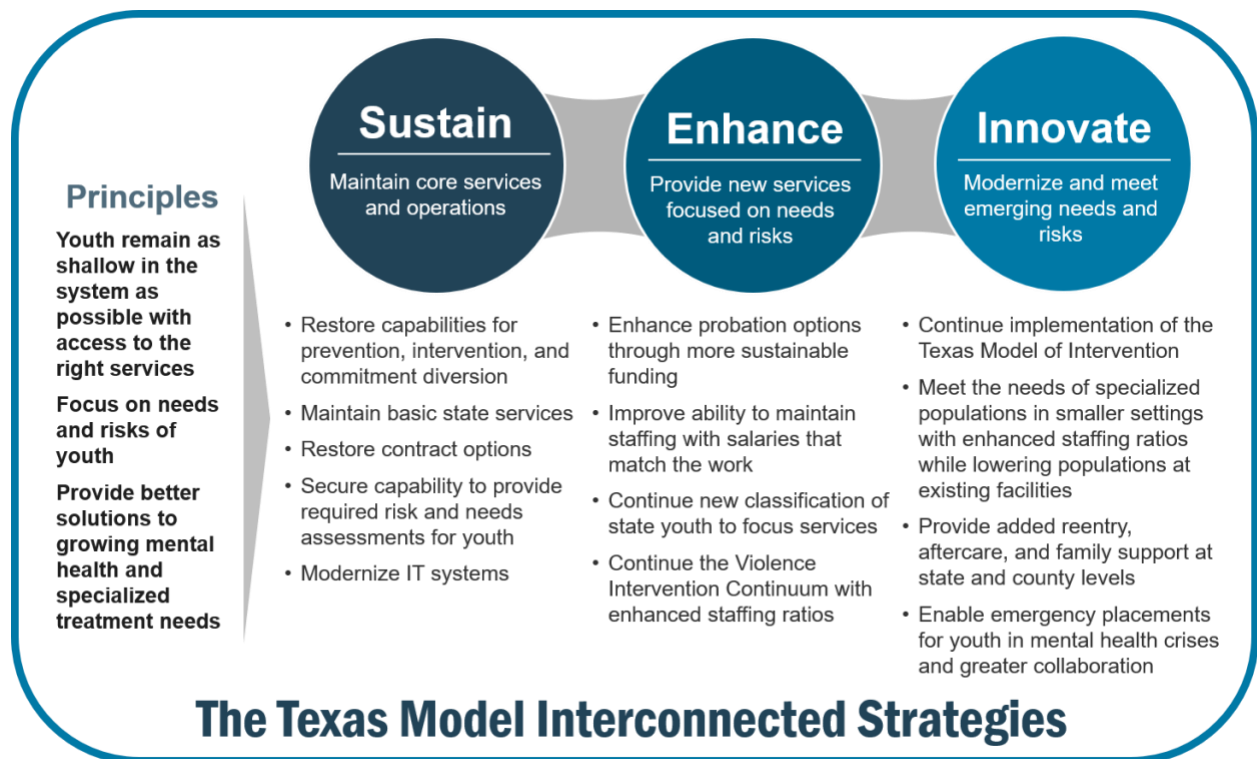 Sustain
Maintain core services
and operations
Enhance
Provide new services
focused on needs
and risks
Innovate
Modernize and meet
emerging needs and
risks
Principles
Youth remain as
shallow in the
system as
possible with
access to the
right services
Focus on needs
and risks of
youth
Provide better
solutions to
growing mental
health and
specialized
treatment needs
• Restore capabilities for
prevention, intervention, and
commitment diversion
• Maintain basic state services
• Restore contract options
• Secure capability to provide
required risk and needs
assessments for youth
• Modernize IT systems
• Enhance probation options
through more sustainable
funding
• Improve ability to maintain
staffing with salaries that
match the work
• Continue new classification of
state youth to focus services
• Continue the Violence
Intervention Continuum with
enhanced staffing ratios
• Continue implementation of the
Texas Model of Intervention
• Meet the needs of specialized
populations in smaller settings
with enhanced staffing ratios
while lowering populations at
existing facilities
• Provide added reentry,
aftercare, and family support at
state and county levels
• Enable emergency placements
for youth in mental health crises
and greater collaboration
The Texas Model Interconnected Strategies